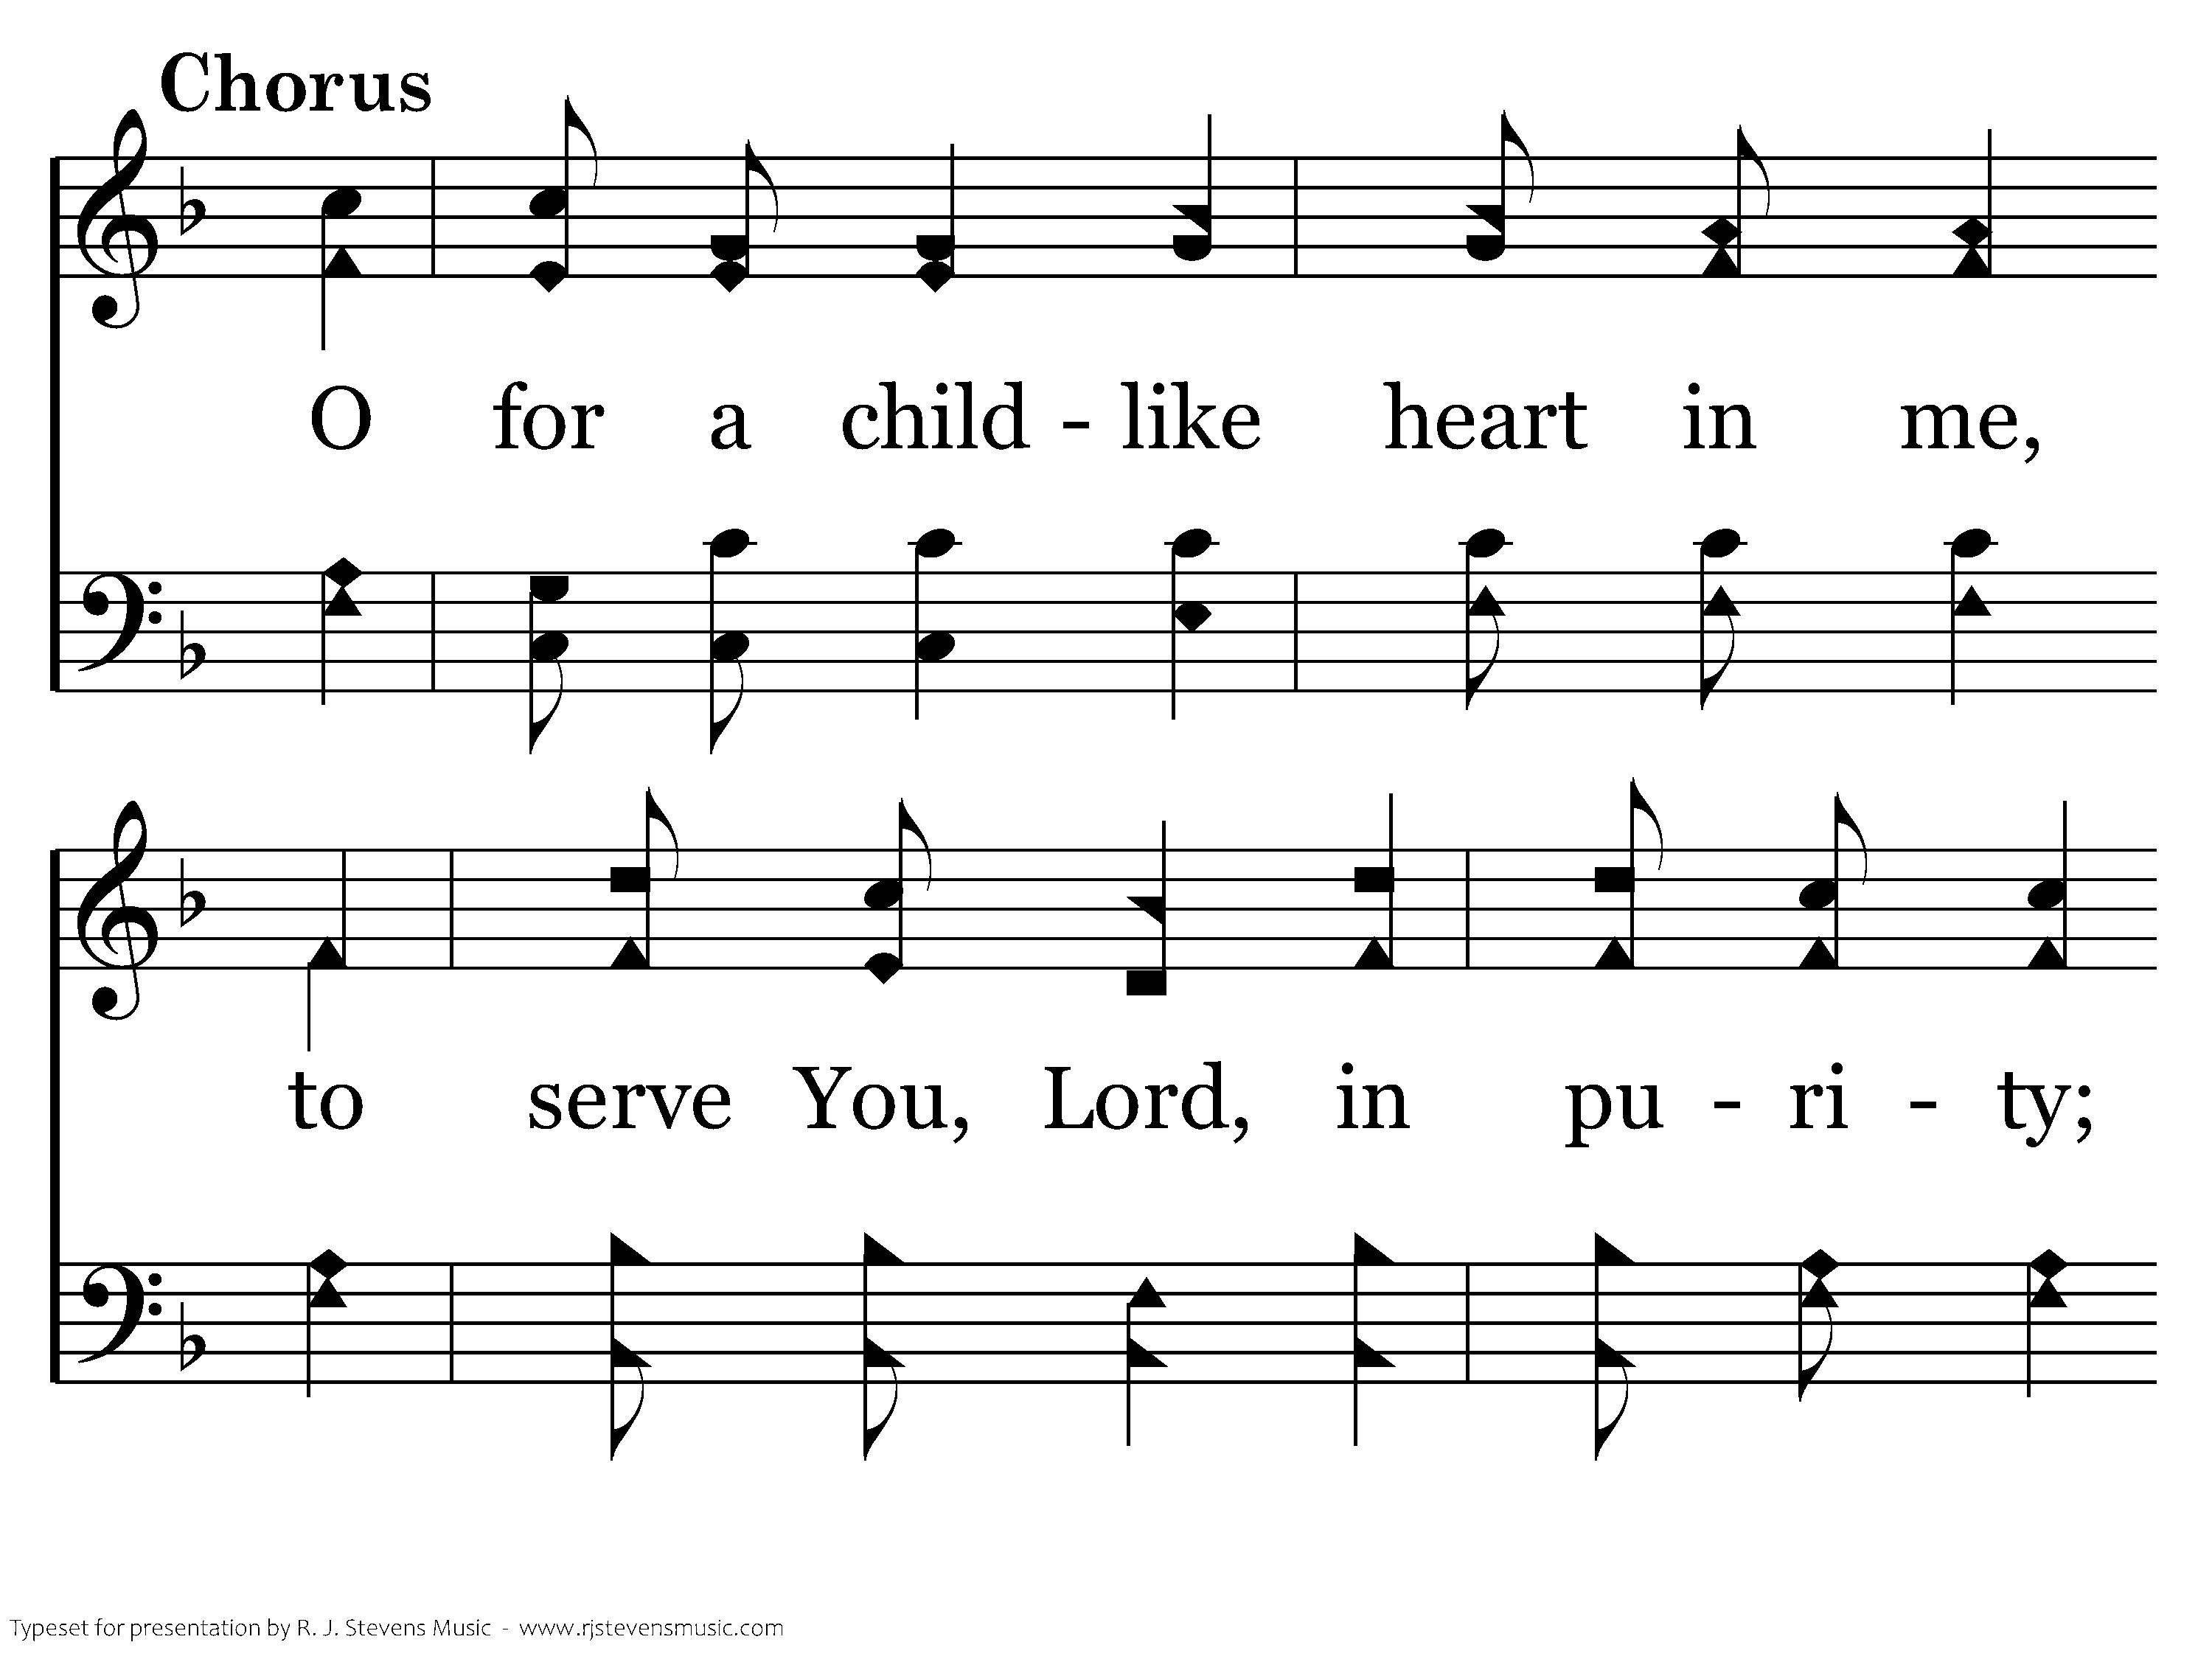 Chorus
O for a child - like heart in me,
to serve You, Lord, in pu - ri - ty;
Typeset for presentation by R. J. Stevens Music - www.rjstevensmusic.com